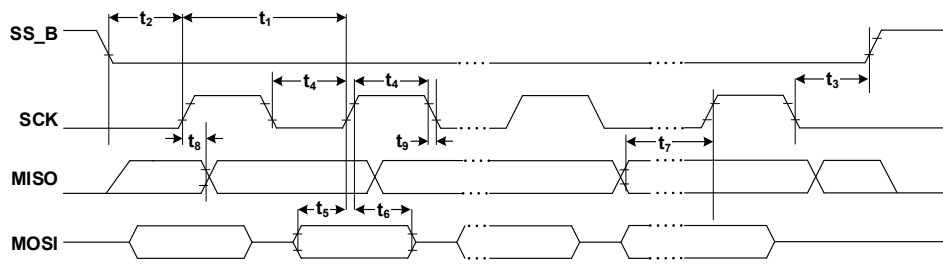 t2 t1
SS_B
t4 t4 t3
SCK
t8 t9 t7
MISO
t5 t6
MOSI